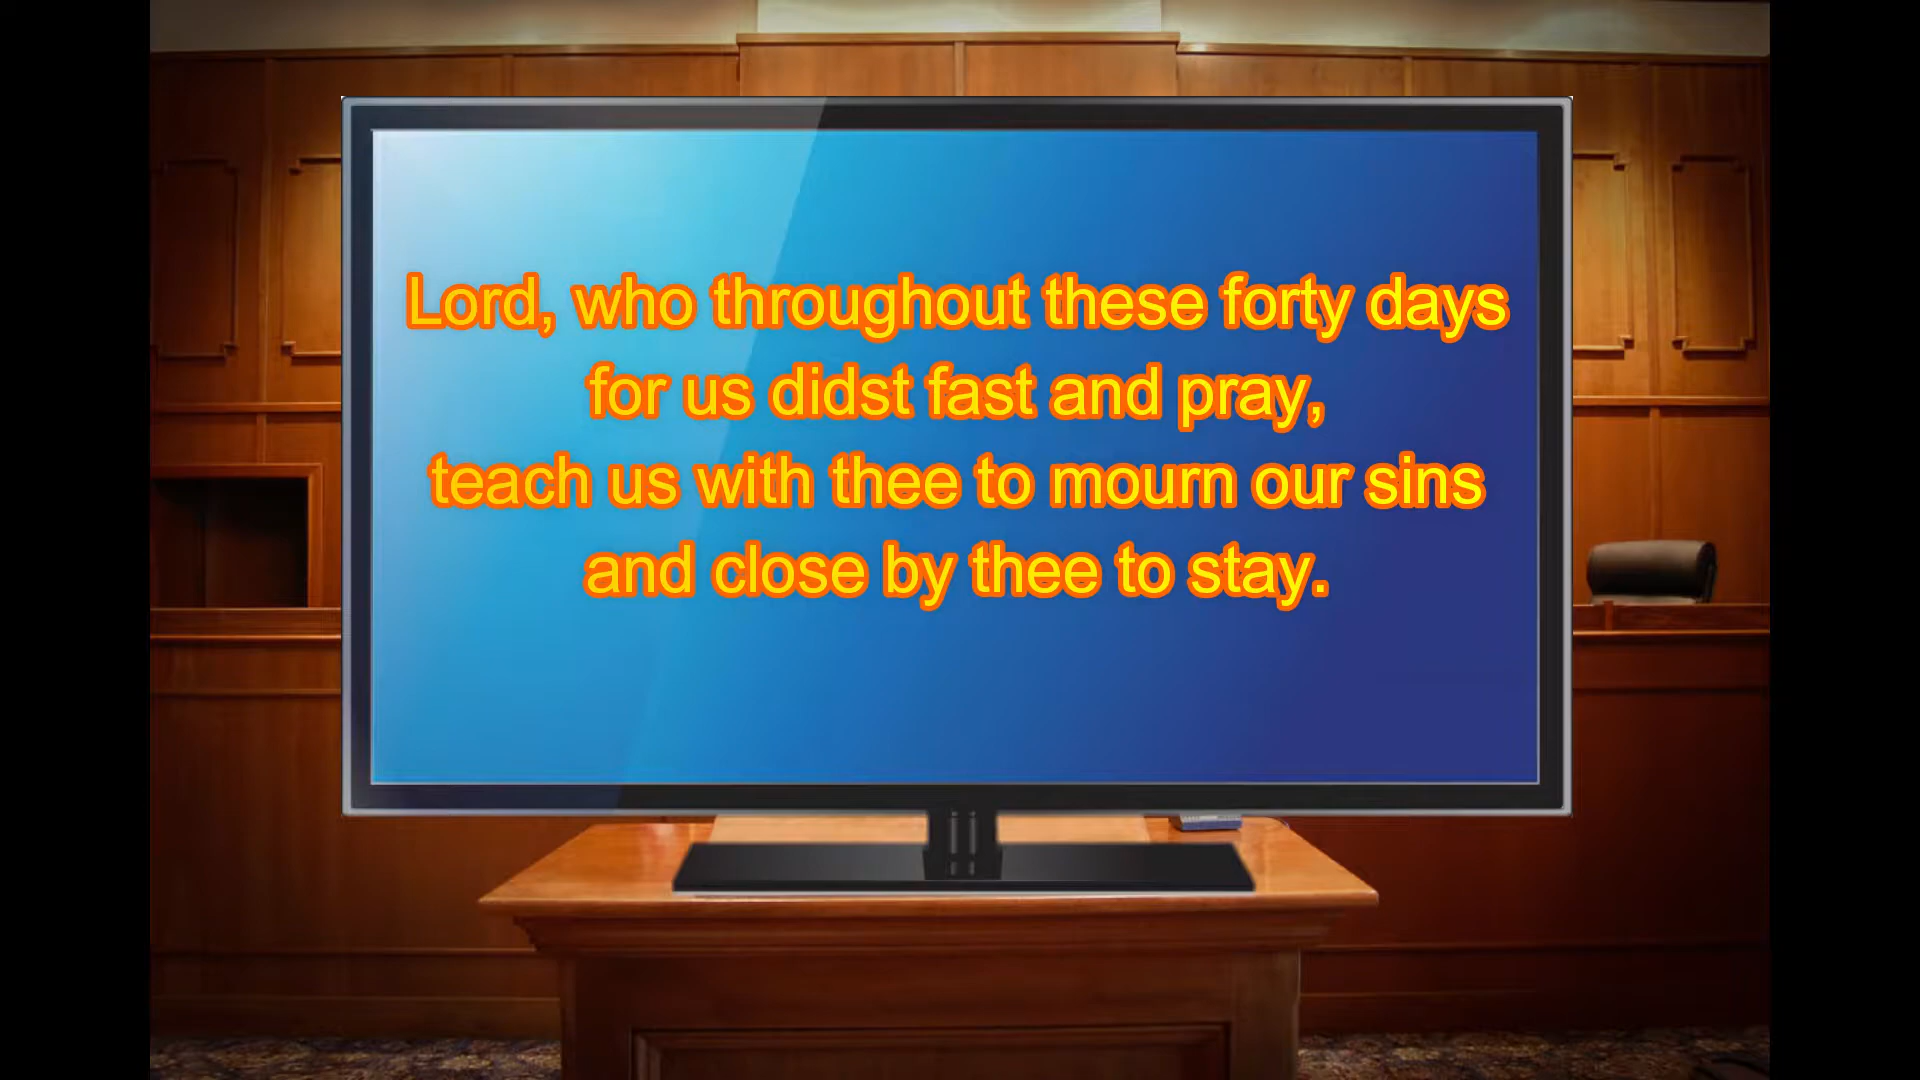 Lord, who throughout these forty days
for us didst fast and pray,
teach us with thee to mourn our sins
and close by thee to stay.